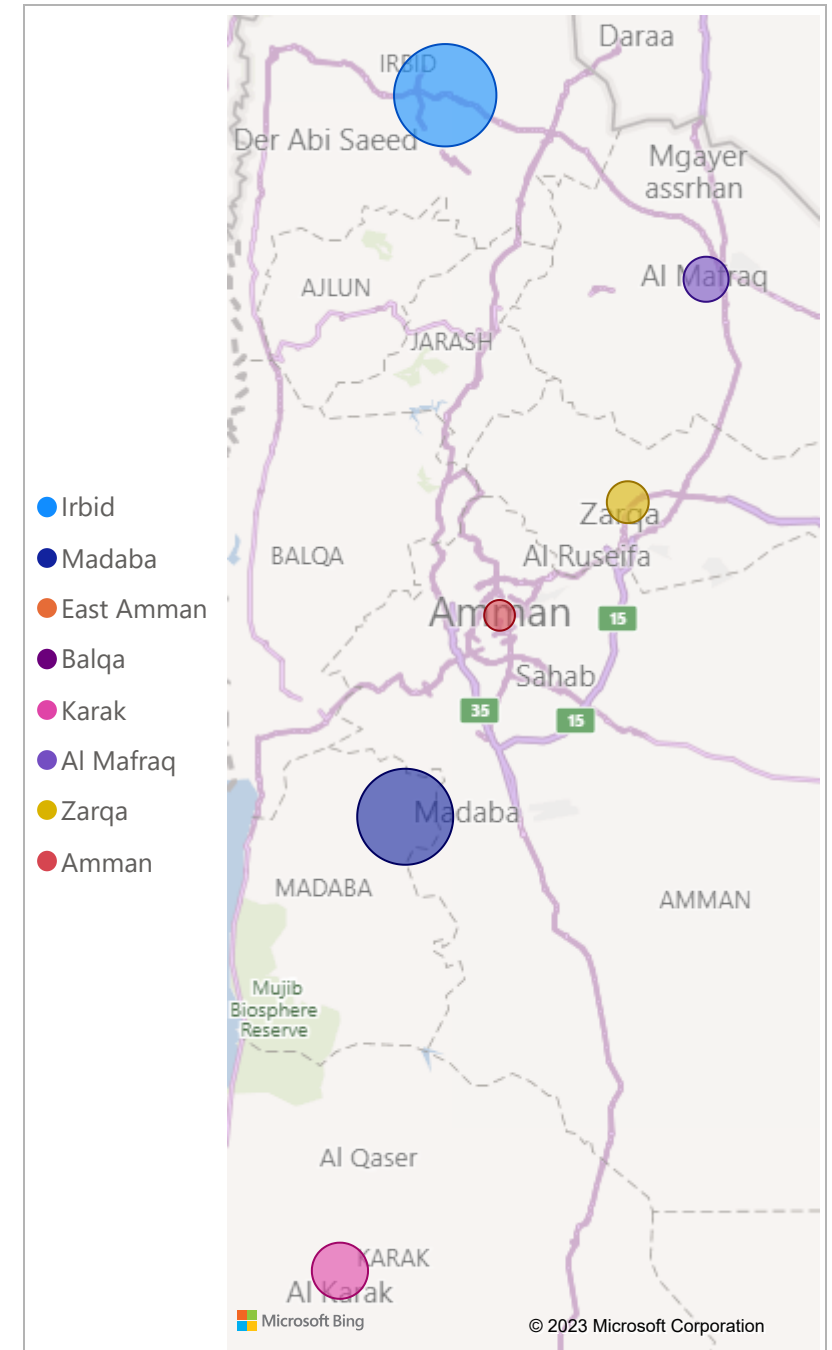 Irbid
Madaba
East Amman
Balqa
Karak
Al Mafraq
Zarqa
Amman
Daraa
IRBID
Der Abi Saeed
Mgayer
assrhan
Al Mafraq
AJLUN
JARASH
Zarqa
BALQA
Al Ruseifa
Amman
15
Sahab
35
15
Madaba
MADABA
AMMAN
Mujib
Biosphere
Reserve
Al Qaser
KARAK
Al Karak
Microsoft Bing
© 2023 Microsoft Corporation